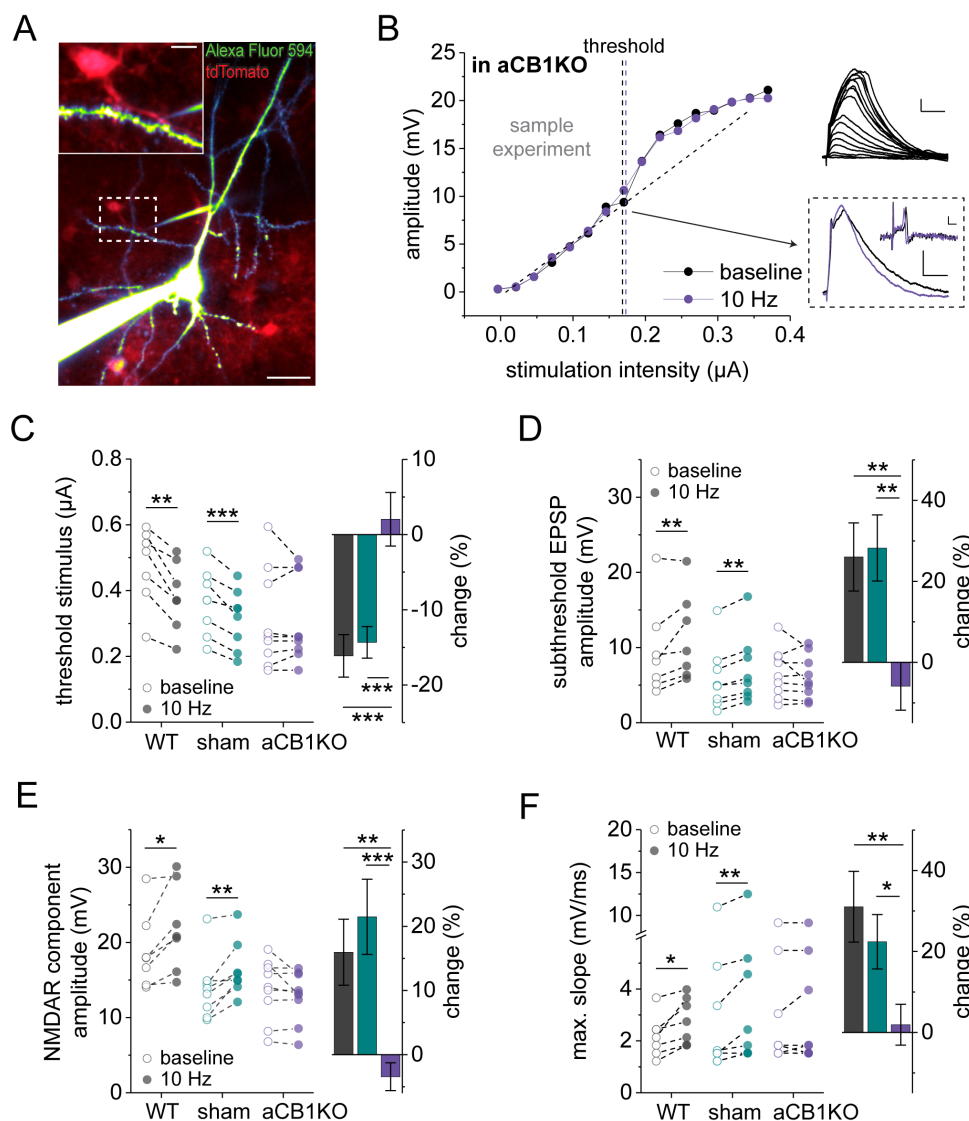 A
Alexa Fluor 594
tdTomato
B
threshold
in aCB1KO
sample
experiment
25
20
15
10
5
0
amplitude (mV)
baseline
10 Hz
0.0 0.1 0.2 0.3 0.4
stimulation intensity (µA)
C
0.8
0.6
0.4
0.2
0.0
threshold stimulus (µA)
** ***
baseline
10 Hz
WT sham aCB1KO
***
***
10
0
-10
-20
change (%)
D
30
20
10
0
subthreshold EPSP
amplitude (mV)
baseline
10 Hz
** **
WT sham aCB1KO
**
**
40
20
0
change (%)
E
30
20
10
0
NMDAR component
amplitude (mV)
* **
baseline
10 Hz
WT sham aCB1KO
**
***
30
20
10
0
change (%)
F
20
15
10
4
2
0
max. slope (mV/ms)
baseline
10 Hz
* **
WT sham aCB1KO
**
*
40
20
0
change (%)